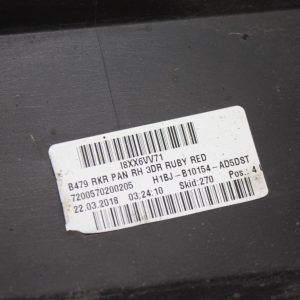 I8XX6VV71
B479 RKR PAN RH 3DR RUBY RED
7200570200205 H1BJ-B10154-AD5DST
22.03.2018 03:24:10 Skid:270 Pos.: 4